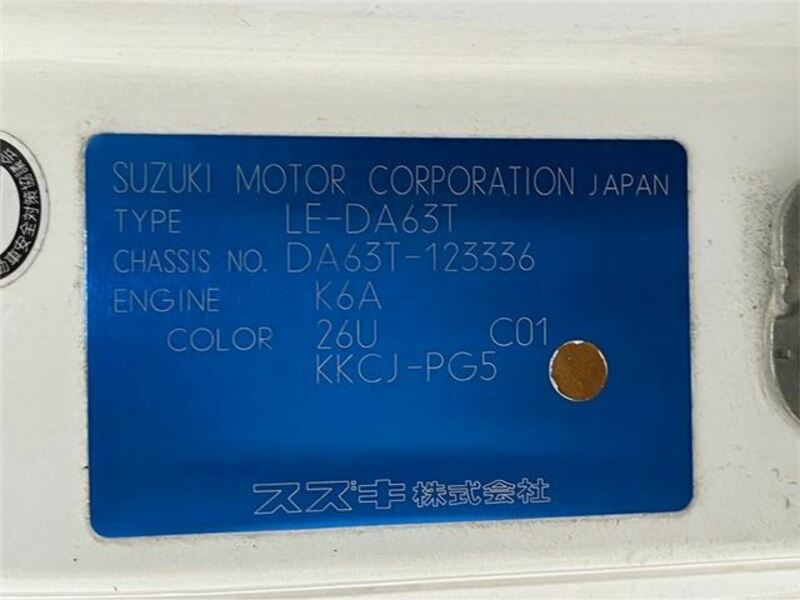 SUZUKI MOTOR CORPORATION JAPAN
TYPE LE-DA63T
CHASSIS NO. DA63T-123336
ENGINE K6A
COLOR 26U C01
KKCJ-PG5
スズキ株式会社